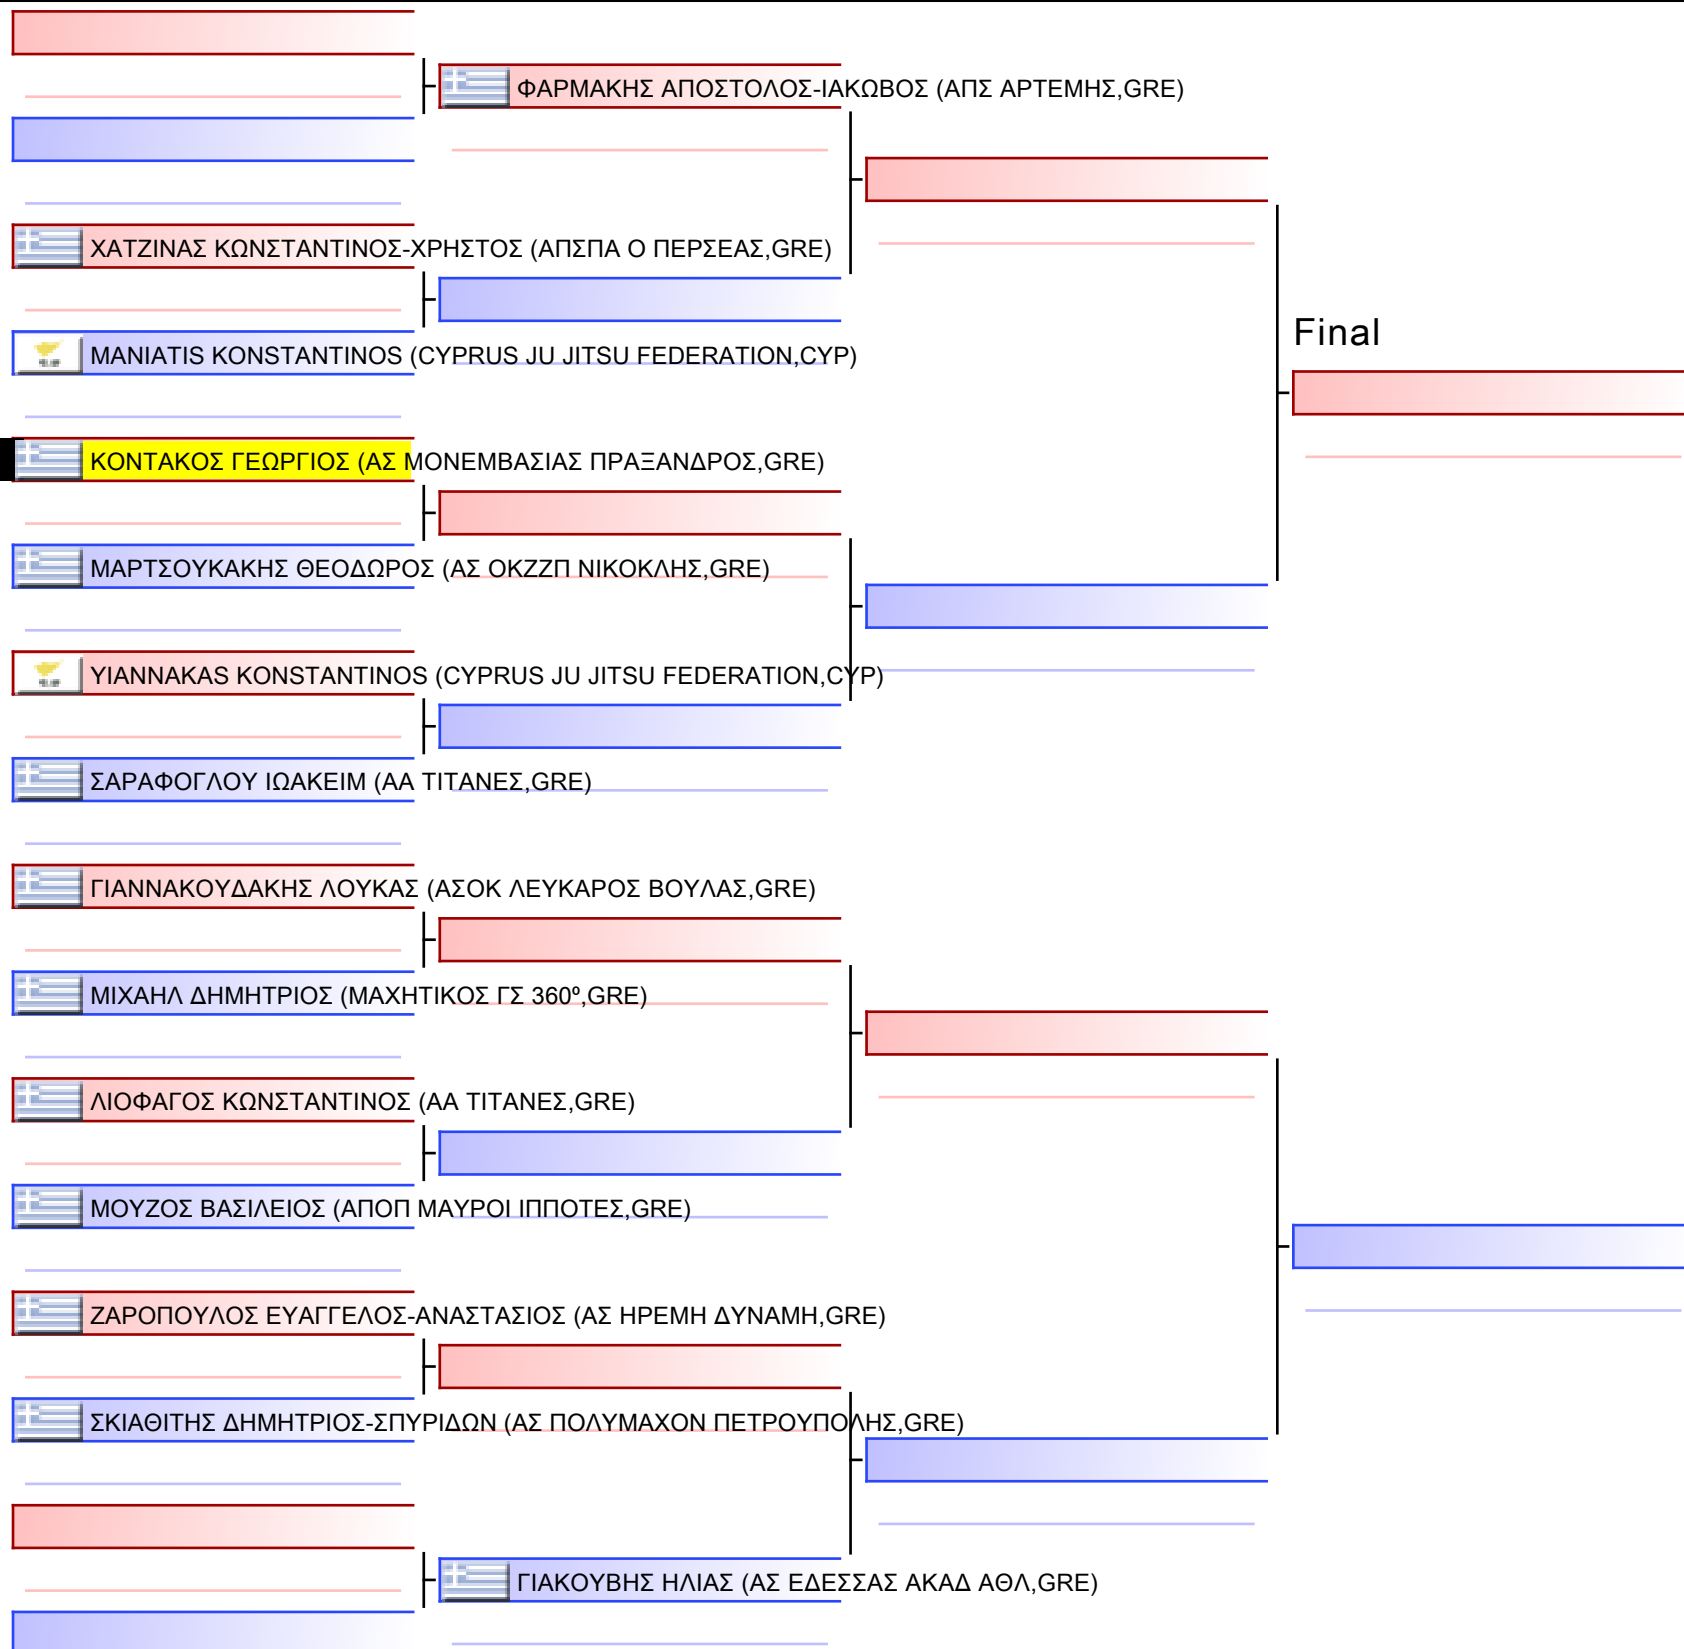 ΦΑΡΜΑΚΗΣ ΑΠΟΣΤΟΛΟΣ-ΙΑΚΩΒΟΣ (ΑΠΣ ΑΡΤΕΜΗΣ,GRE)
ΧΑΤΖΙΝΑΣ ΚΩΝΣΤΑΝΤΙΝΟΣ-ΧΡΗΣΤΟΣ (ΑΠΣΠΑ Ο ΠΕΡΣΕΑΣ,GRE)
Final
MANIATIS KONSTANTINOS (CYPRUS JU JITSU FEDERATION,CYP)
ΚΟΝΤΑΚΟΣ ΓΕΩΡΓΙΟΣ (ΑΣ ΜΟΝΕΜΒΑΣΙΑΣ ΠΡΑΞΑΝΔΡΟΣ,GRE)
ΜΑΡΤΣΟΥΚΑΚΗΣ ΘΕΟΔΩΡΟΣ (ΑΣ ΟΚΖΖΠ ΝΙΚΟΚΛΗΣ,GRE)
YIANNAKAS KONSTANTINOS (CYPRUS JU JITSU FEDERATION,CYP)
ΣΑΡΑΦΟΓΛΟΥ ΙΩΑΚΕΙΜ (ΑΑ ΤΙΤΑΝΕΣ,GRE)
ΓΙΑΝΝΑΚΟΥΔΑΚΗΣ ΛΟΥΚΑΣ (ΑΣΟΚ ΛΕΥΚΑΡΟΣ ΒΟΥΛΑΣ,GRE)
ΜΙΧΑΗΛ ΔΗΜΗΤΡΙΟΣ (ΜΑΧΗΤΙΚΟΣ ΓΣ 360º,GRE)
ΛΙΟΦΑΓΟΣ ΚΩΝΣΤΑΝΤΙΝΟΣ (ΑΑ ΤΙΤΑΝΕΣ,GRE)
ΜΟΥΖΟΣ ΒΑΣΙΛΕΙΟΣ (ΑΠΟΠ ΜΑΥΡΟΙ ΙΠΠΟΤΕΣ,GRE)
ΖΑΡΟΠΟΥΛΟΣ ΕΥΑΓΓΕΛΟΣ-ΑΝΑΣΤΑΣΙΟΣ (ΑΣ ΗΡΕΜΗ ΔΥΝΑΜΗ,GRE)
ΣΚΙΑΘΙΤΗΣ ΔΗΜΗΤΡΙΟΣ-ΣΠΥΡΙΔΩΝ (ΑΣ ΠΟΛΥΜΑΧΟΝ ΠΕΤΡΟΥΠΟΛΗΣ,GRE)
ΓΙΑΚΟΥΒΗΣ ΗΛΙΑΣ (ΑΣ ΕΔΕΣΣΑΣ ΑΚΑΔ ΑΘΛ,GRE)